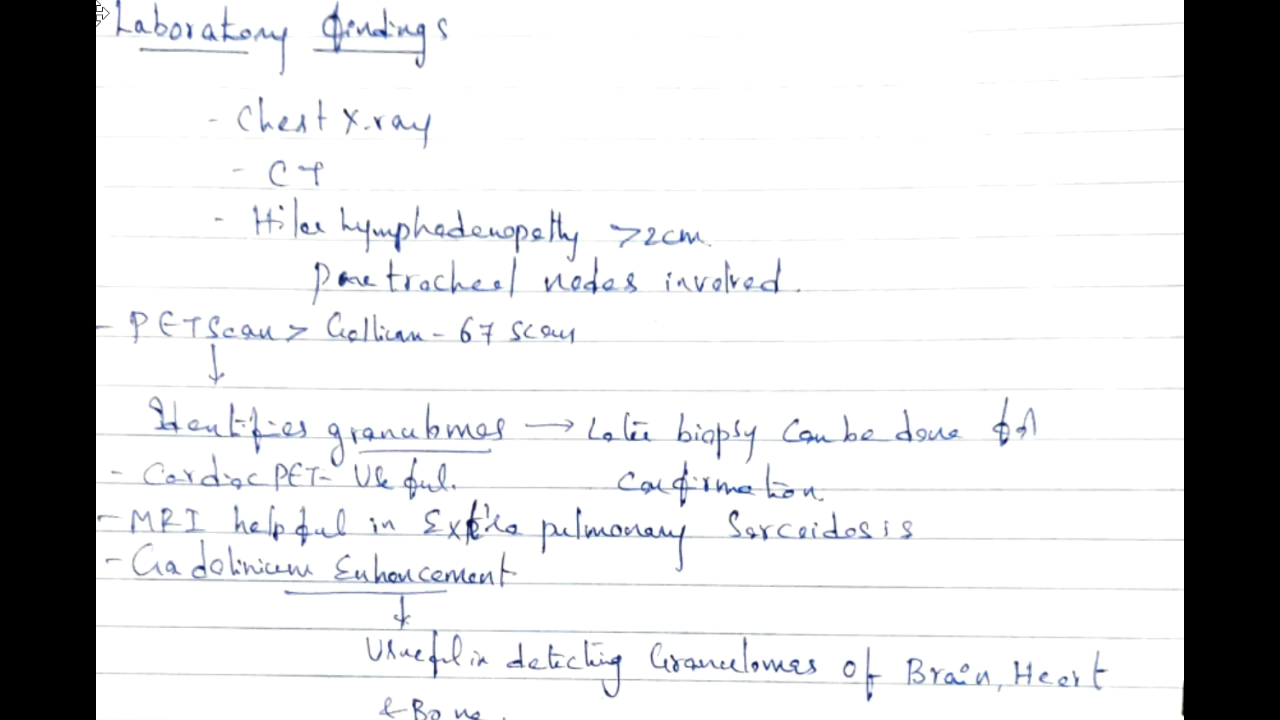 Laboratory findings
- Chest X-ray
- CT
- Hilar Lymphadenopathy >2cm.
Paratracheal nodes involved.
- PET Scan > Gallium - 67 Scan
↓
Identifies granulomas → Later biopsy can be done for
- Cardiac PET - Useful. confirmation.
- MRI helpful in Extra pulmonary Sarcoidosis
- Gadolinium Enhancement
↓
Useful in detecting Granulomas of Brain, Heart
& Bone.